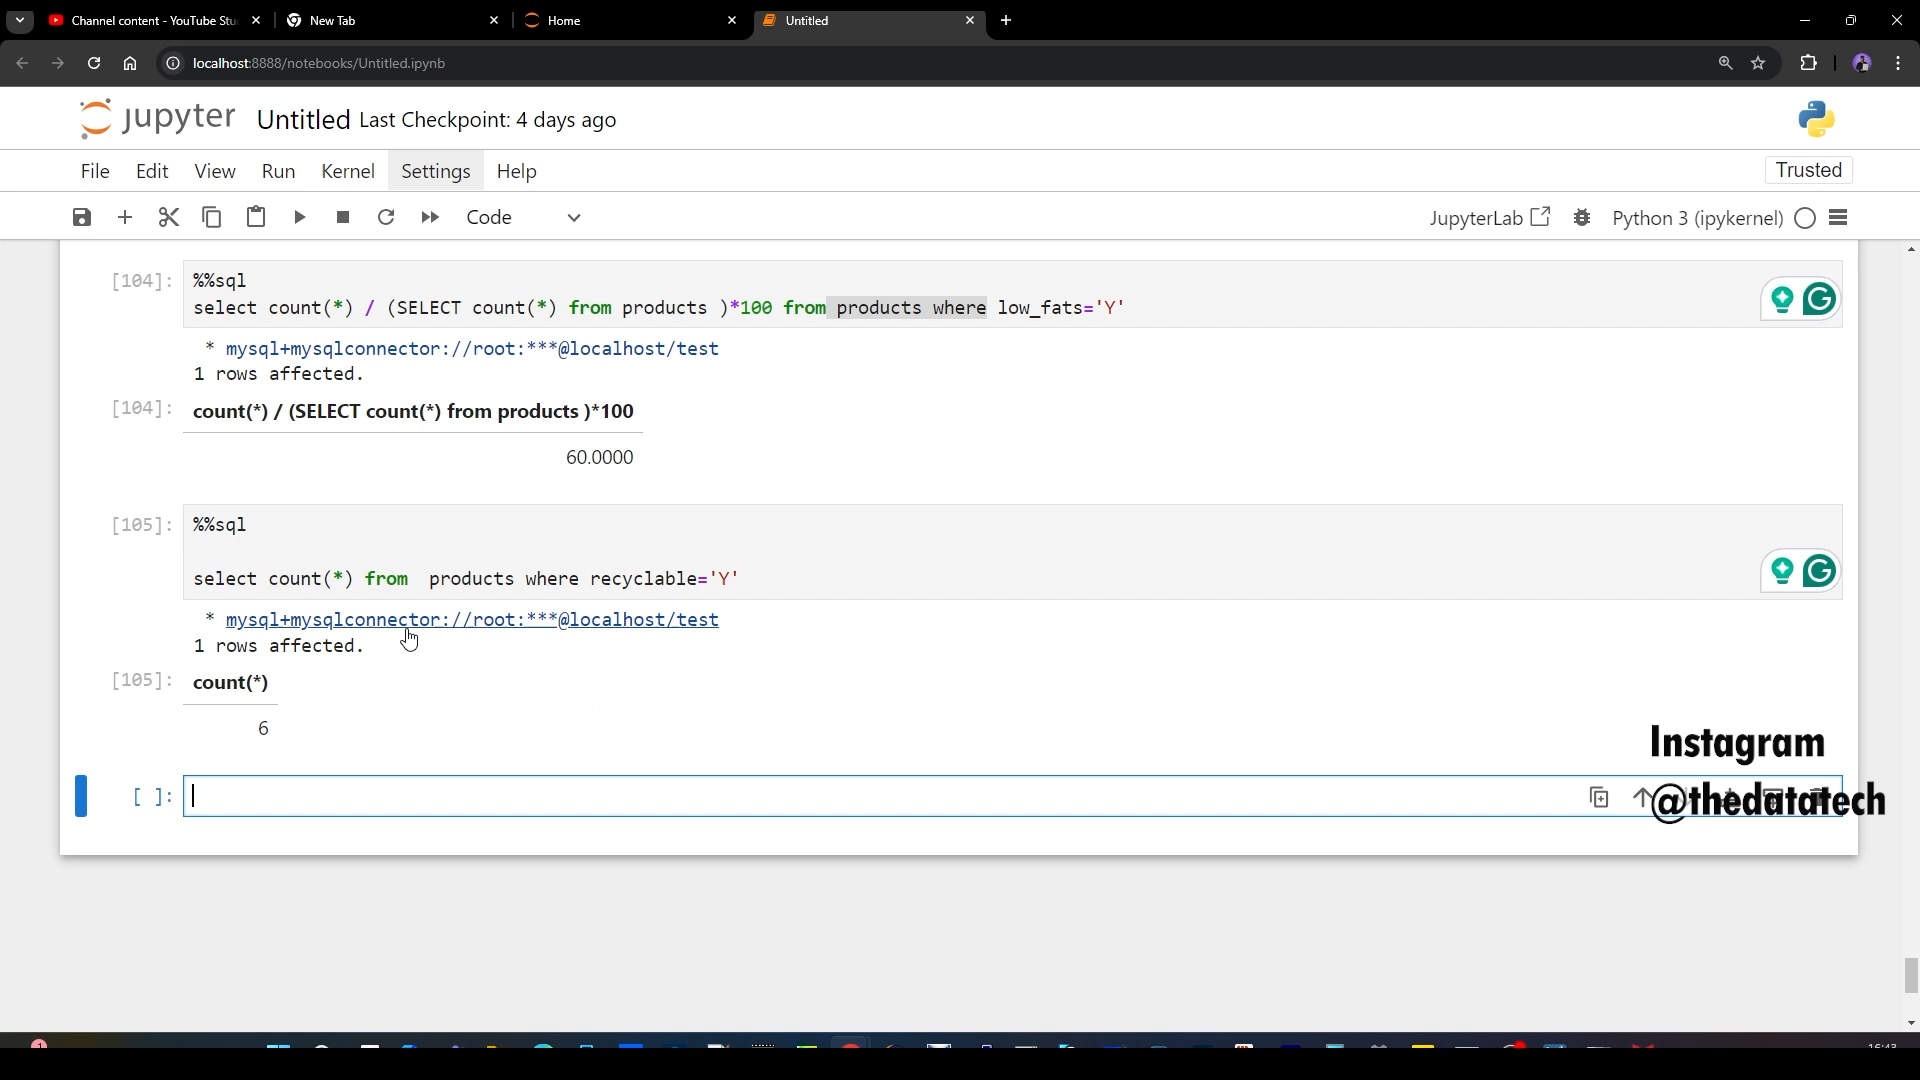 Channel content - YouTube Stu
New Tab
Home
Untitled
localhost:8888/notebooks/Untitled.ipynb
jupyter Untitled Last Checkpoint: 4 days ago
File Edit View Run Kernel Settings Help
Trusted
Code
JupyterLab
Python 3 (ipykernel)
[104]: %%sql
select count(*) / (SELECT count(*) from products )*100 from products where low_fats='Y'
* mysql+mysqlconnector://root:***@localhost/test
1 rows affected.
[104]: count(*) / (SELECT count(*) from products )*100
60.0000
[105]: %%sql
select count(*) from  products where recyclable='Y'
* mysql+mysqlconnector://root:***@localhost/test
1 rows affected.
[105]: count(*)
6
Instagram
[ ]:
@thedatatech